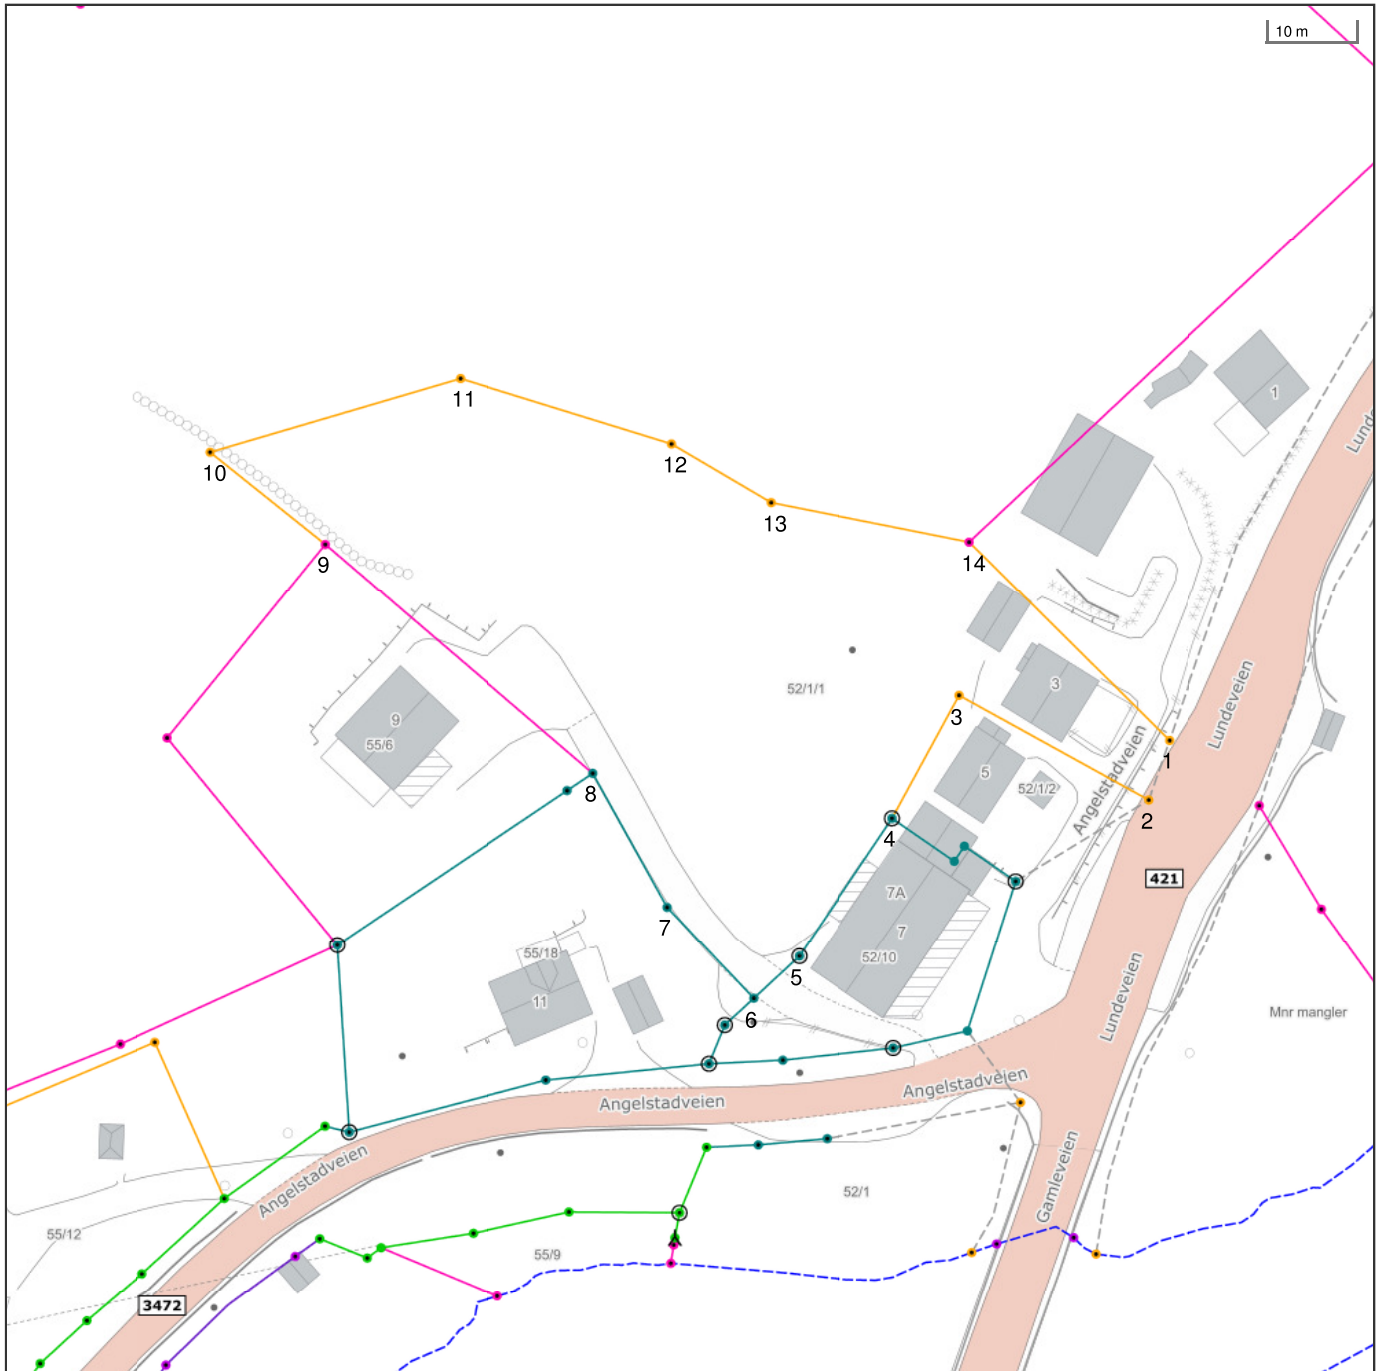 10 m
1
Lunde
11
10
12
13
9
14
3
52/1/1
3
9
55/6
1
Lundeveien
Angelstadveien
5
52/1/2
8
2
4
421
7A
7
7
52/10
5
55/18
11
6
Lundeveien
Mnr mangler
Angelstadveien
Angelstadveien
Angelstadveien
Gamleveien
52/1
55/12
55/9
3472